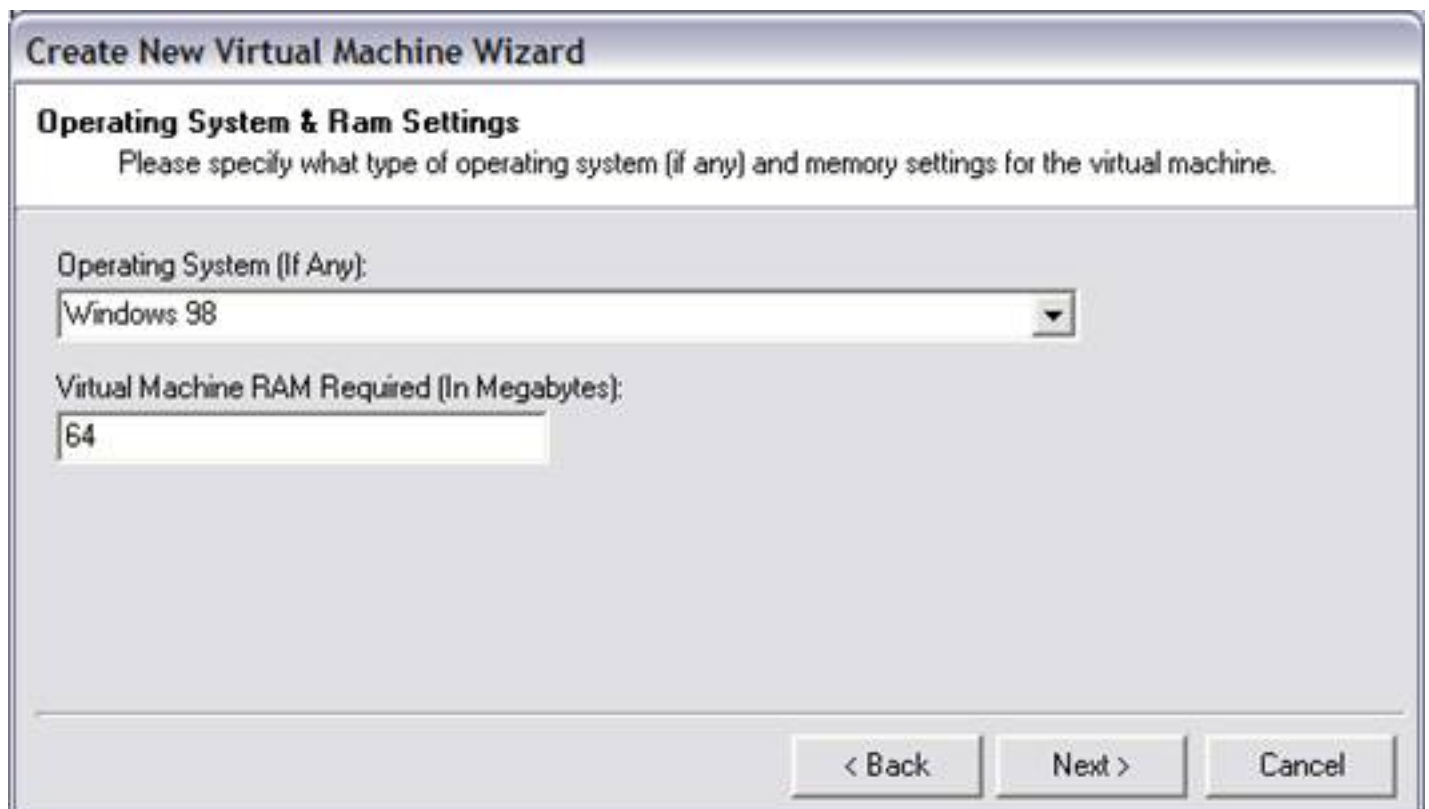 Create New Virtual Machine Wizard
Operating System & Ram Settings
Please specify what type of operating system (if any) and memory settings for the virtual machine.
Operating System (If Any):
Windows 98
Virtual Machine RAM Required (In Megabytes):
64
< Back
Next >
Cancel